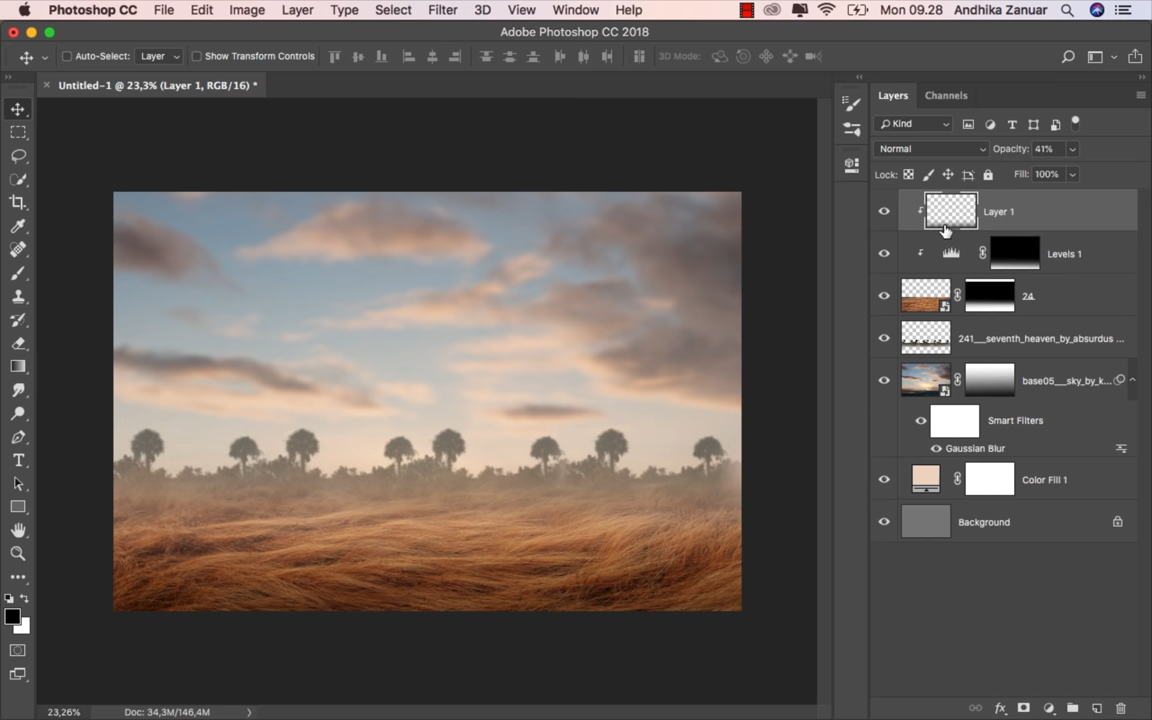 Photoshop CC File Edit Image Layer Type Select Filter 3D View Window Help Mon 09.28 Andhika Zanuar
Adobe Photoshop CC 2018
Auto-Select: Layer Show Transform Controls 3D Mode:
Untitled-1 @ 23,3% (Layer 1, RGB/16) *
Layers Channels
Kind
Normal Opacity: 41%
Lock: Fill: 100%
Layer 1
Levels 1
24
241__seventh_heaven_by_absurdus ...
base05__sky_by_k...
Smart Filters
Gaussian Blur
Color Fill 1
Background
23,26% Doc: 34,3M/146,4M